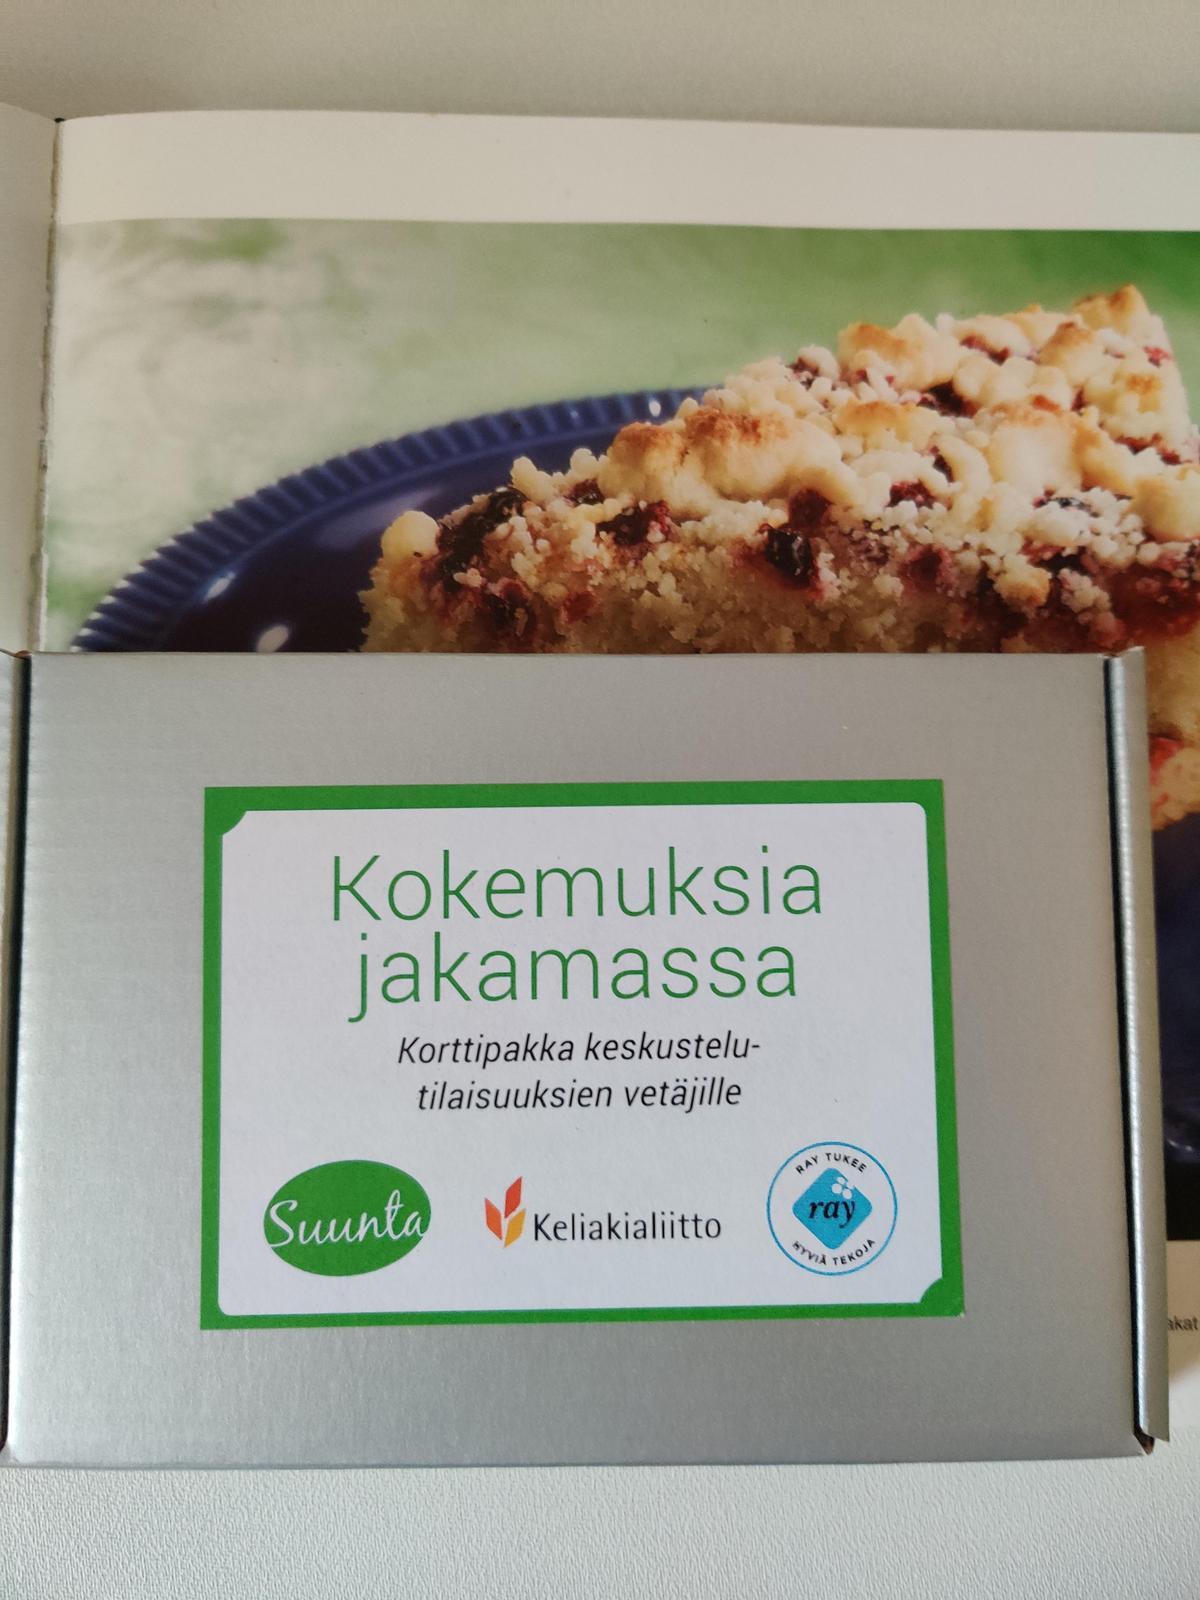 Kokemuksia
jakamassa
Korttipakka keskustelu-
tilaisuuksien vetäjille
Suunta
Keliakialiitto
RAY TUKEE
ray
HYVIÄ TEKOJA